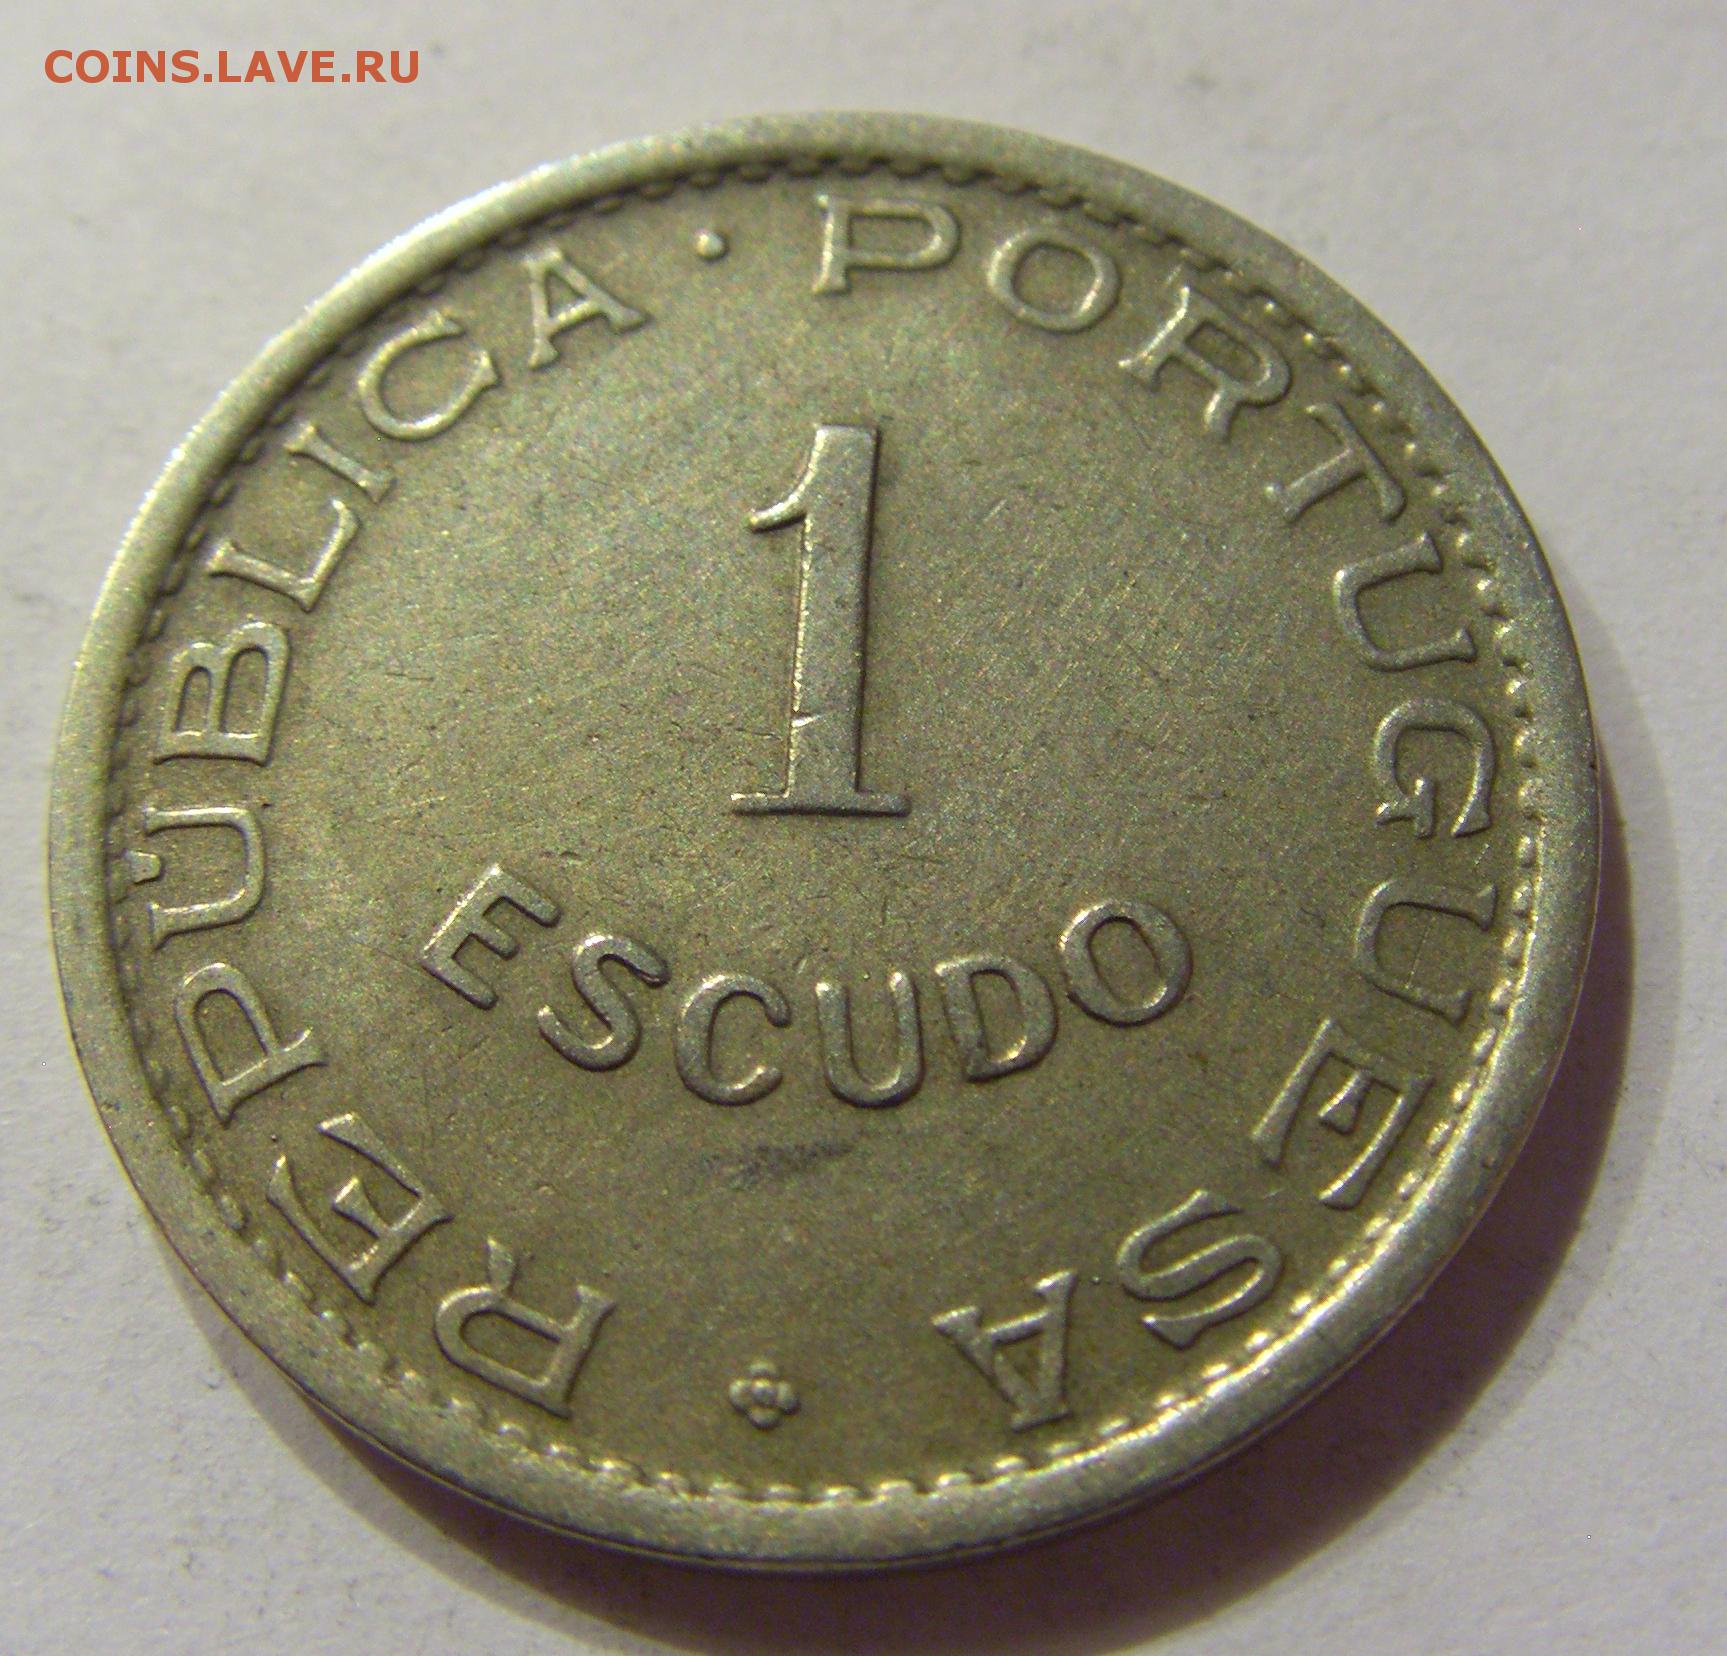 COINS.LAVE.RU
REPÚBLICA · PORTUGUESA
1
ESCUDO